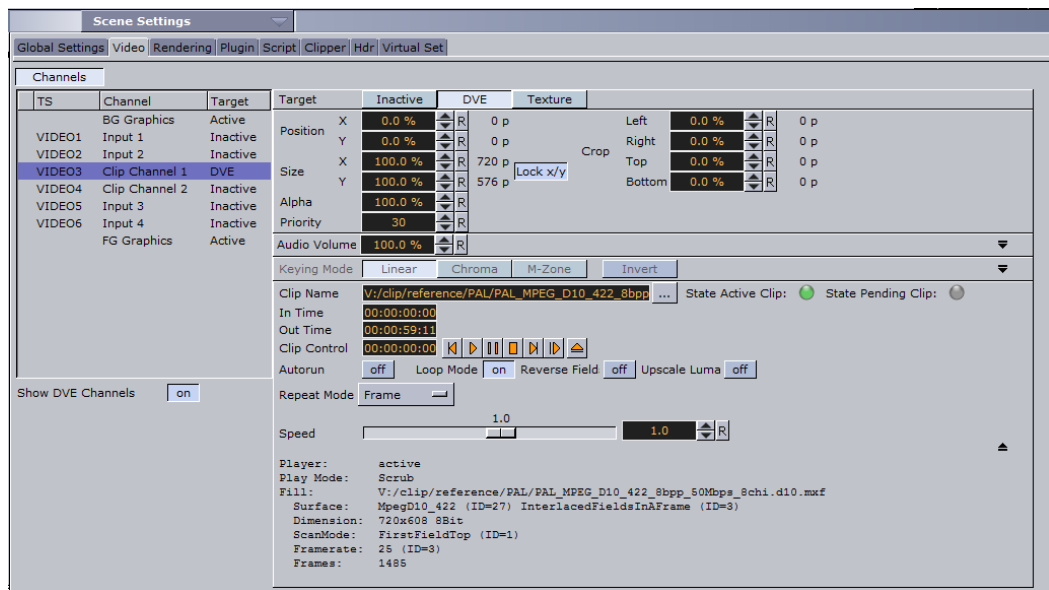 Scene Settings
Global Settings Video Rendering Plugin Script Clipper Hdr Virtual Set
Channels
TS Channel Target
BG Graphics Active
VIDEO1 Input 1 Inactive
VIDEO2 Input 2 Inactive
VIDEO3 Clip Channel 1 DVE
VIDEO4 Clip Channel 2 Inactive
VIDEO5 Input 3 Inactive
VIDEO6 Input 4 Inactive
FG Graphics Active
Show DVE Channels on
Target Inactive DVE Texture
Position X 0.0 % R 0 p
Y 0.0 % R 0 p
Size X 100.0 % R 720 p
Y 100.0 % R 576 p
Lock x/y
Crop
Left 0.0 % R 0 p
Right 0.0 % R 0 p
Top 0.0 % R 0 p
Bottom 0.0 % R 0 p
Alpha 100.0 % R
Priority 30 R
Audio Volume 100.0 % R
Keying Mode Linear Chroma M-Zone Invert
Clip Name V:/clip/reference/PAL/PAL_MPEG_D10_422_8bpp ... State Active Clip: State Pending Clip:
In Time 00:00:00:00
Out Time 00:00:59:11
Clip Control 00:00:00:00
Autorun off Loop Mode on Reverse Field off Upscale Luma off
Repeat Mode Frame
1.0
Speed 1.0 R
Player: active
Play Mode: Scrub
Fill: V:/clip/reference/PAL/PAL_MPEG_D10_422_8bpp_50Mbps_8chi.d10.mxf
Surface: MpegD10_422 (ID=27) InterlacedFieldsInAFrame (ID=3)
Dimension: 720x608 8Bit
ScanMode: FirstFieldTop (ID=1)
Framerate: 25 (ID=3)
Frames: 1485